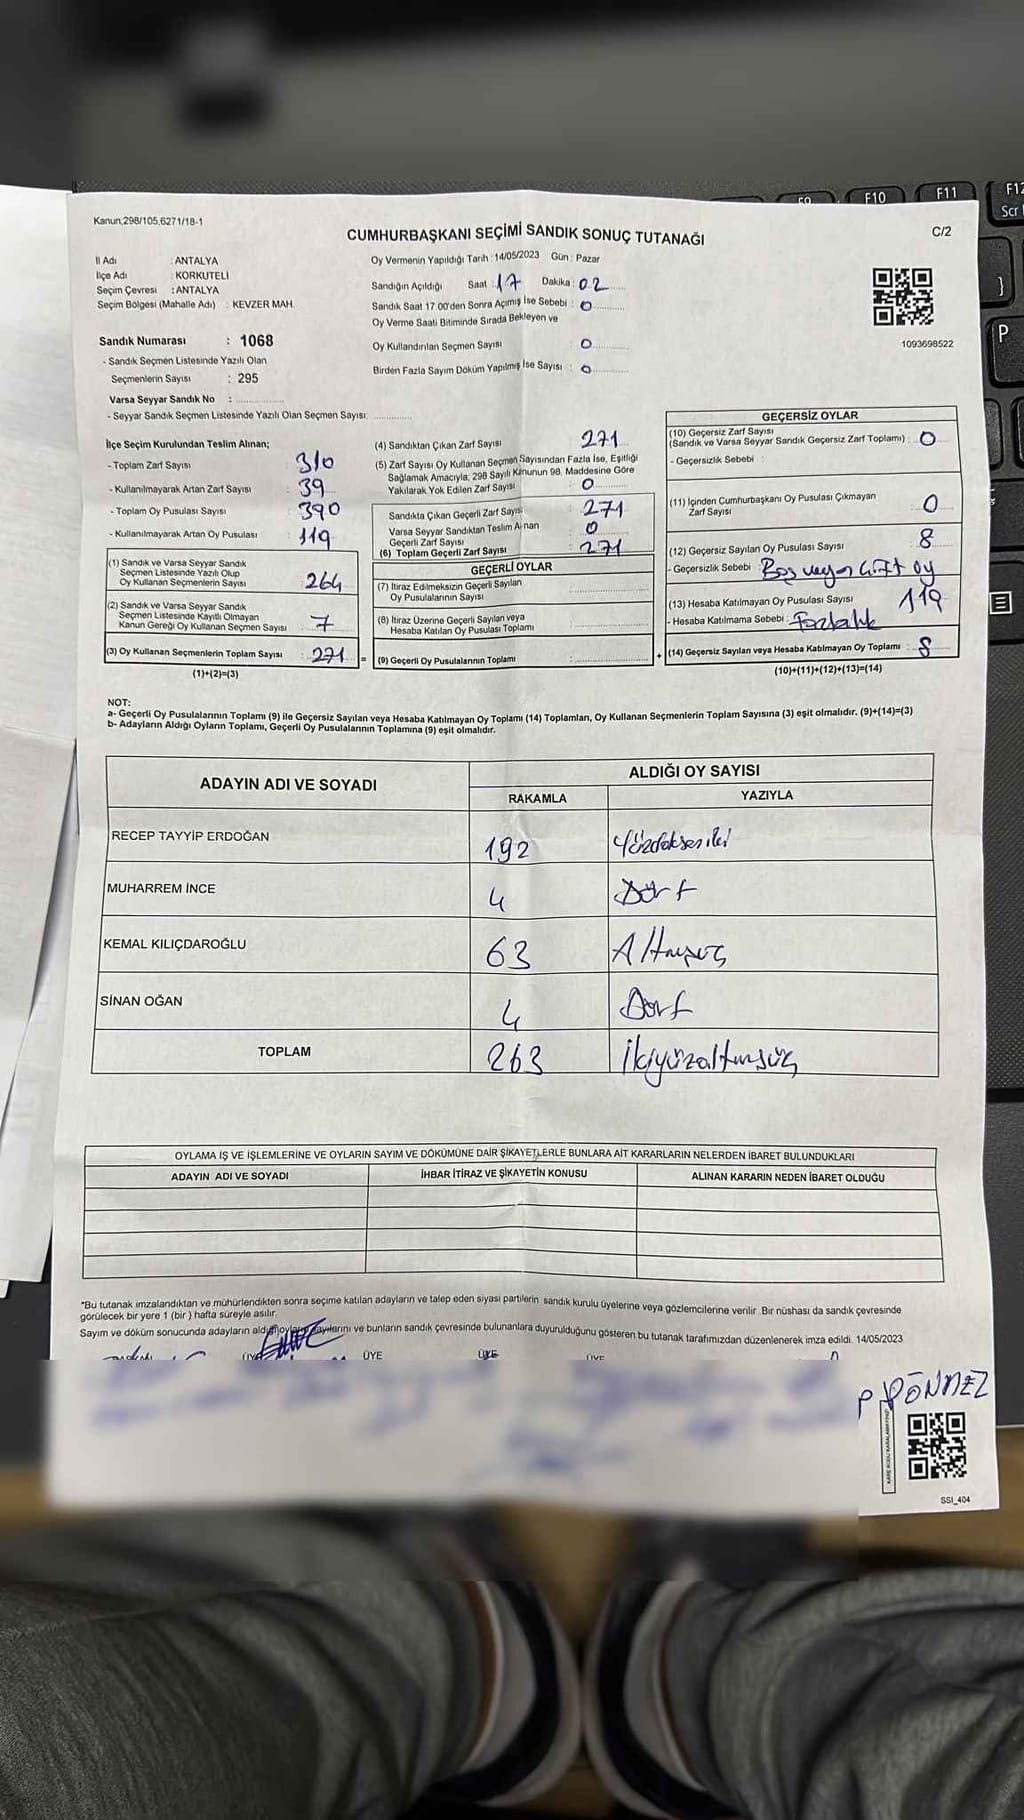 Kanun,298/105,6271/18-1
CUMHURBAŞKANI SEÇİMİ SANDIK SONUÇ TUTANAĞI
C/2
İl Adı : ANTALYA
İlçe Adı : KORKUTELİ
Seçim Çevresi : ANTALYA
Seçim Bölgesi (Mahalle Adı) : KEVZER MAH.
Sandık Numarası : 1068
- Sandık Seçmen Listesinde Yazılı Olan
Seçmenlerin Sayısı : 295
Varsa Seyyar Sandık No :
- Seyyar Sandık Seçmen Listesinde Yazılı Olan Seçmen Sayısı:
Oy Vermenin Yapıldığı Tarih : 14/05/2023 Gün : Pazar
Sandığın Açıldığı Saat : 17 Dakika : 02
Sandık Saat 17.00'den Sonra Açımış İse Sebebi : 0
Oy Verme Saati Bitiminde Sırada Bekleyen ve
Oy Kullandırılan Seçmen Sayısı : 0
Birden Fazla Sayım Döküm Yapılmış İse Sayısı : 0
1093698522
İlçe Seçim Kurulundan Teslim Alınan;
- Toplam Zarf Sayısı : 310
- Kullanılmayarak Artan Zarf Sayısı : 39
- Toplam Oy Pusulası Sayısı : 390
- Kullanılmayarak Artan Oy Pusulası : 119
(1) Sandık ve Varsa Seyyar Sandık
Seçmen Listesinde Yazılı Olup
Oy Kullanan Seçmenlerin Sayısı : 264
(2) Sandık ve Varsa Seyyar Sandık
Seçmen Listesinde Kayıtlı Olmayan
Kanun Gereği Oy Kullanan Seçmen Sayısı : 7
(3) Oy Kullanan Seçmenlerin Toplam Sayısı : 271 =
(1)+(2)=(3)
(4) Sandıktan Çıkan Zarf Sayısı : 271
(5) Zarf Sayısı Oy Kullanan Seçmen Sayısından Fazla İse, Eşitliği
Sağlamak Amacıyla, 298 Sayılı Kanunun 98. Maddesine Göre
Yakılarak Yok Edilen Zarf Sayısı : 0
Sandıkta Çıkan Geçerli Zarf Sayısı : 271
Varsa Seyyar Sandıktan Teslim Alınan
Geçerli Zarf Sayısı : 0
(6) Toplam Geçerli Zarf Sayısı : 271
GEÇERLİ OYLAR
(7) İtiraz Edilmeksizin Geçerli Sayılan
Oy Pusulalarının Sayısı :
(8) İtiraz Üzerine Geçerli Sayılan veya
Hesaba Katılan Oy Pusulası Toplamı :
(9) Geçerli Oy Pusulalarının Toplamı : +
GEÇERSİZ OYLAR
(10) Geçersiz Zarf Sayısı
(Sandık ve Varsa Seyyar Sandık Geçersiz Zarf Toplamı) : 0
- Geçersizlik Sebebi :
(11) İçinden Cumhurbaşkanı Oy Pusulası Çıkmayan
Zarf Sayısı : 0
(12) Geçersiz Sayılan Oy Pusulası Sayısı : 8
- Geçersizlik Sebebi : Boş veya Çift oy
(13) Hesaba Katılmayan Oy Pusulası Sayısı : 119
- Hesaba Katılmama Sebebi : Fazlalık
(14) Geçersiz Sayılan veya Hesaba Katılmayan Oy Toplamı : 8
(10)+(11)+(12)+(13)=(14)
NOT:
a- Geçerli Oy Pusulalarının Toplamı (9) ile Geçersiz Sayılan veya Hesaba Katılmayan Oy Toplamı (14) Toplamları, Oy Kullanan Seçmenlerin Toplam Sayısına (3) eşit olmalıdır. (9)+(14)=(3)
b- Adayların Aldığı Oyların Toplamı, Geçerli Oy Pusulalarının Toplamına (9) eşit olmalıdır.
ADAYIN ADI VE SOYADI
ALDIĞI OY SAYISI
RAKAMLA YAZIYLA
RECEP TAYYİP ERDOĞAN 192 Yüzdokseniki
MUHARREM İNCE 4 Dört
KEMAL KILIÇDAROĞLU 63 Altmışüç
SİNAN OĞAN 4 Dört
TOPLAM 263 İkiyüzaltmışüç
OYLAMA İŞ VE İŞLEMLERİNE VE OYLARIN SAYIM VE DÖKÜMÜNE DAİR ŞİKAYETLERLE BUNLARA AİT KARARLARIN NELERDEN İBARET BULUNDUKLARI
ADAYIN ADI VE SOYADI İHBAR İTİRAZ VE ŞİKAYETİN KONUSU ALINAN KARARIN NEDEN İBARET OLDUĞU
*Bu tutanak imzalandıktan ve mühürlendikten sonra seçime katılan adayların ve talep eden siyasi partilerin sandık kurulu üyelerine veya gözlemcilerine verilir .Bir nüshası da sandık çevresinde
görülecek bir yere 1 (bir ) hafta süreyle asılır.
Sayım ve döküm sonucunda adayların aldığı oyların sayılarını ve bunların sandık çevresinde bulunanlara duyurulduğunu gösteren bu tutanak tarafımızdan düzenlenerek imza edildi. 14/05/2023
ÜYE ÜYE ÜYE ÜYE
P DÖNMEZ
SSI_404
F10
F11
F12
Scr
}
P